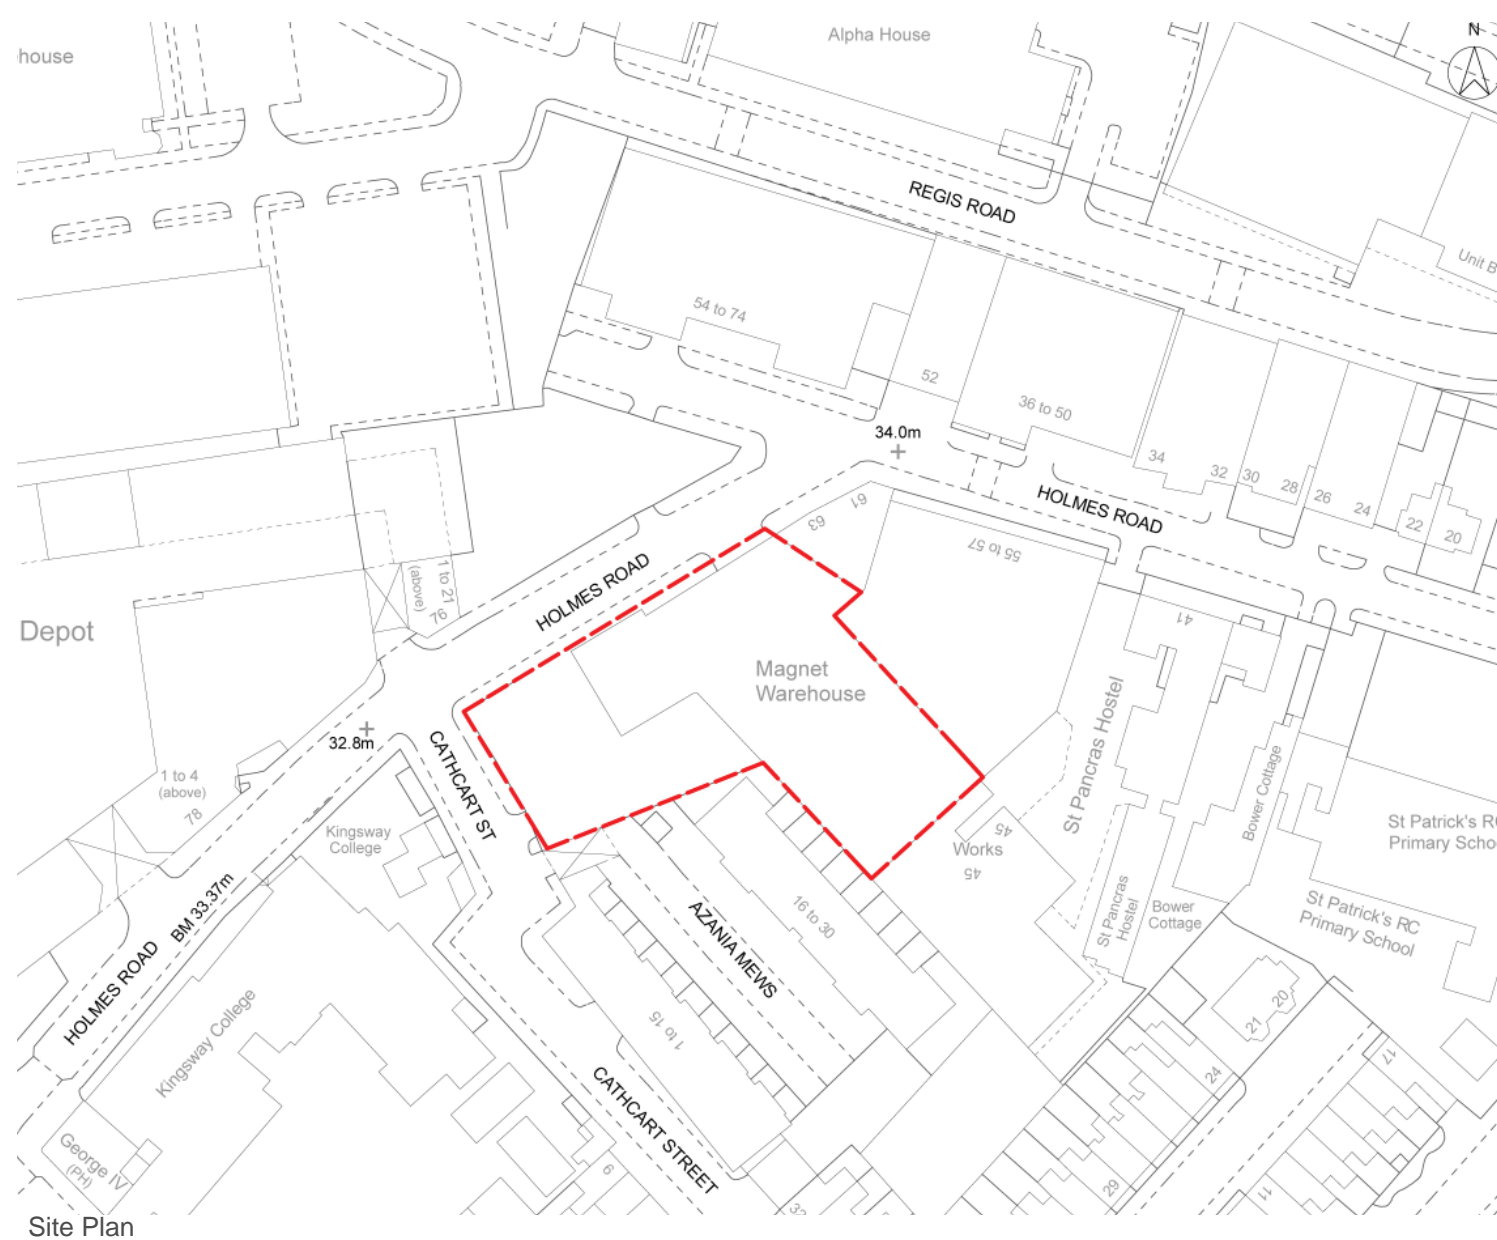 Alpha House
N
house
REGIS ROAD
Unit B
54 to 74
52
36 to 50
34.0m
34
32
30
28
26
24
22
20
HOLMES ROAD
61
63
55 to 57
HOLMES ROAD
1 to 21
(above)
76
Depot
41
Magnet
Warehouse
St Pancras Hostel
32.8m
CATHCART ST
1 to 4
(above)
78
Kingsway
College
Bower Cottage
St Patrick's RC
Primary Schoo
45
Works
45
BM 33.37m
HOLMES ROAD
16 to 30
AZANIA MEWS
St Pancras
Hostel
Bower
Cottage
St Patrick's RC
Primary School
Kingsway College
1 to 15
20
21
24
17
CATHCART STREET
George IV
(PH)
6
29
11
Site Plan